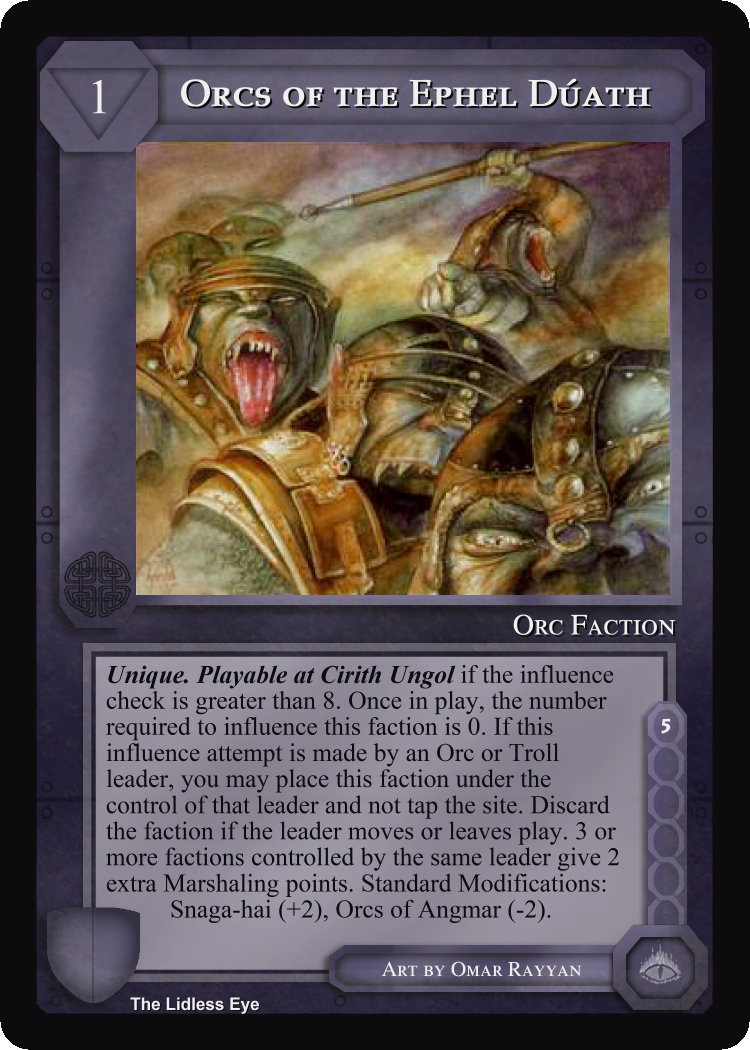 1
Orcs of the Ephel Dúath
Orc Faction
Unique. Playable at Cirith Ungol if the influence
check is greater than 8. Once in play, the number
required to influence this faction is 0. If this
influence attempt is made by an Orc or Troll
leader, you may place this faction under the
control of that leader and not tap the site. Discard
the faction if the leader moves or leaves play. 3 or
more factions controlled by the same leader give 2
extra Marshaling points. Standard Modifications:
Snaga-hai (+2), Orcs of Angmar (-2).
5
Art by Omar Rayyan
The Lidless Eye